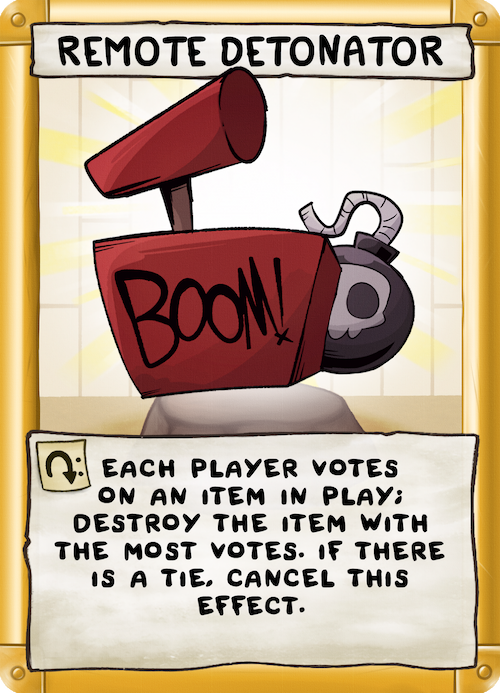 REMOTE DETONATOR
BOOM!
: EACH PLAYER VOTES
ON AN ITEM IN PLAY;
DESTROY THE ITEM WITH
THE MOST VOTES. IF THERE
IS A TIE, CANCEL THIS
EFFECT.